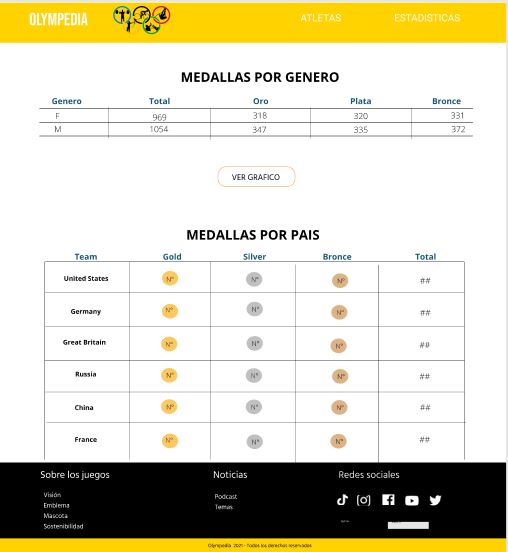 OLYMPEDIA ATLETAS ESTADISTICAS
MEDALLAS POR GENERO
Genero Total Oro Plata Bronce
F 969 318 320 331
M 1054 347 335 372
VER GRAFICO
MEDALLAS POR PAIS
Team Gold Silver Bronce Total
United States N° N° N° ##
Germany N° N° N° ##
Great Britain N° N° N° ##
Russia N° N° N° ##
China N° N° N° ##
France N° N° N° ##
Sobre los juegos Noticias Redes sociales
Visión
Emblema
Mascota
Sostenibilidad
Podcast
Temas
Olympedia 2021 - Todos los derechos reservados